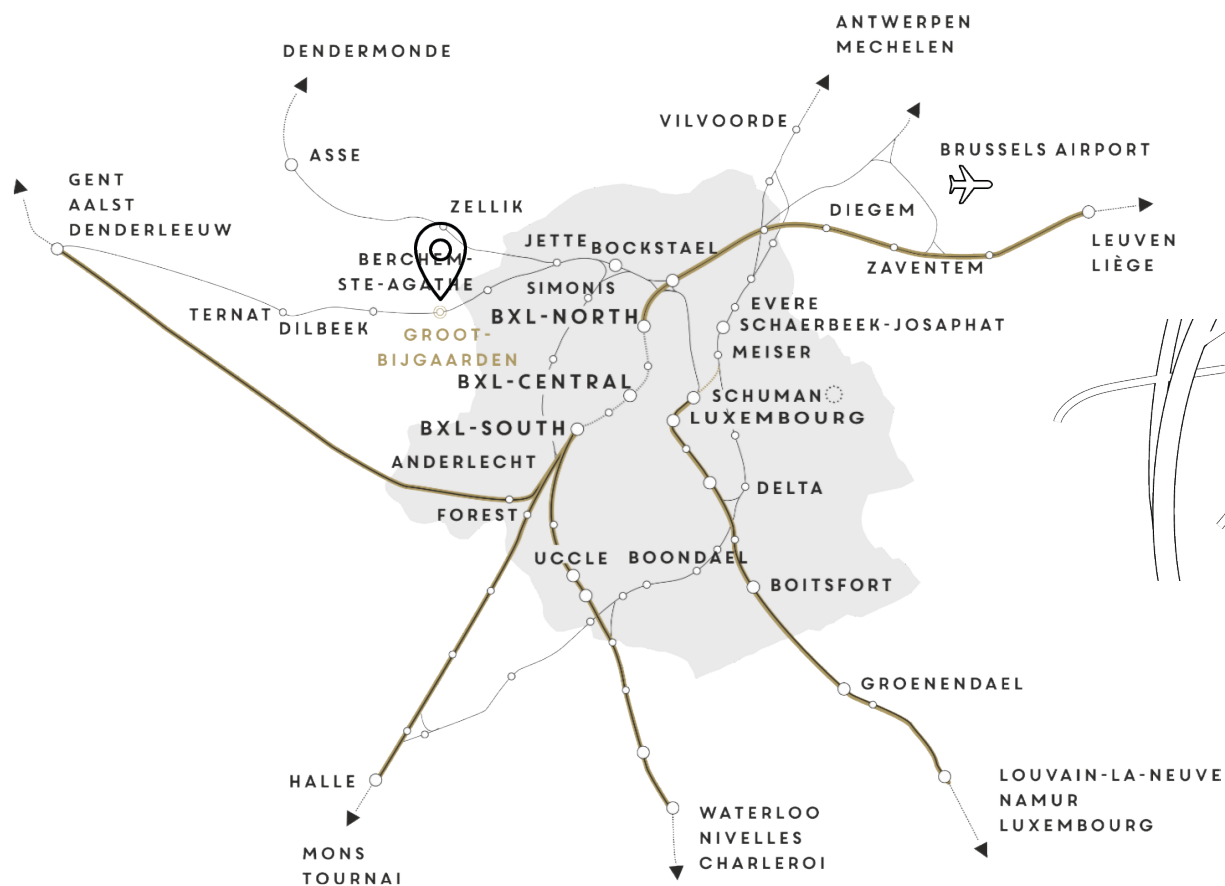 ANTWERPEN
MECHELEN
DENDERMONDE
VILVOORDE
BRUSSELS AIRPORT
ASSE
GENT
AALST
DENDERLEEUW
ZELLIK
DIEGEM
JETTE
BOCKSTAEL
LEUVEN
LIÈGE
BERCHEM-
STE-AGATHE
ZAVENTEM
SIMONIS
TERNAT
DILBEEK
GROOT-
BIJGAARDEN
BXL-NORTH
EVERE
SCHAERBEEK-JOSAPHAT
MEISER
BXL-CENTRAL
SCHUMAN
LUXEMBOURG
BXL-SOUTH
ANDERLECHT
DELTA
FOREST
UCCLE
BOONDAEL
BOITSFORT
GROENENDAEL
HALLE
LOUVAIN-LA-NEUVE
NAMUR
LUXEMBOURG
WATERLOO
NIVELLES
CHARLEROI
MONS
TOURNAI